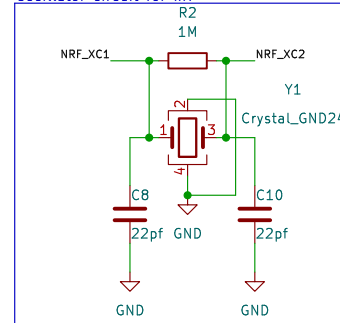 R2
1M
NRF_XC1
NRF_XC2
Y1
Crystal_GND24
2
1
3
4
C8
C10
GND
22pf
22pf
GND
GND